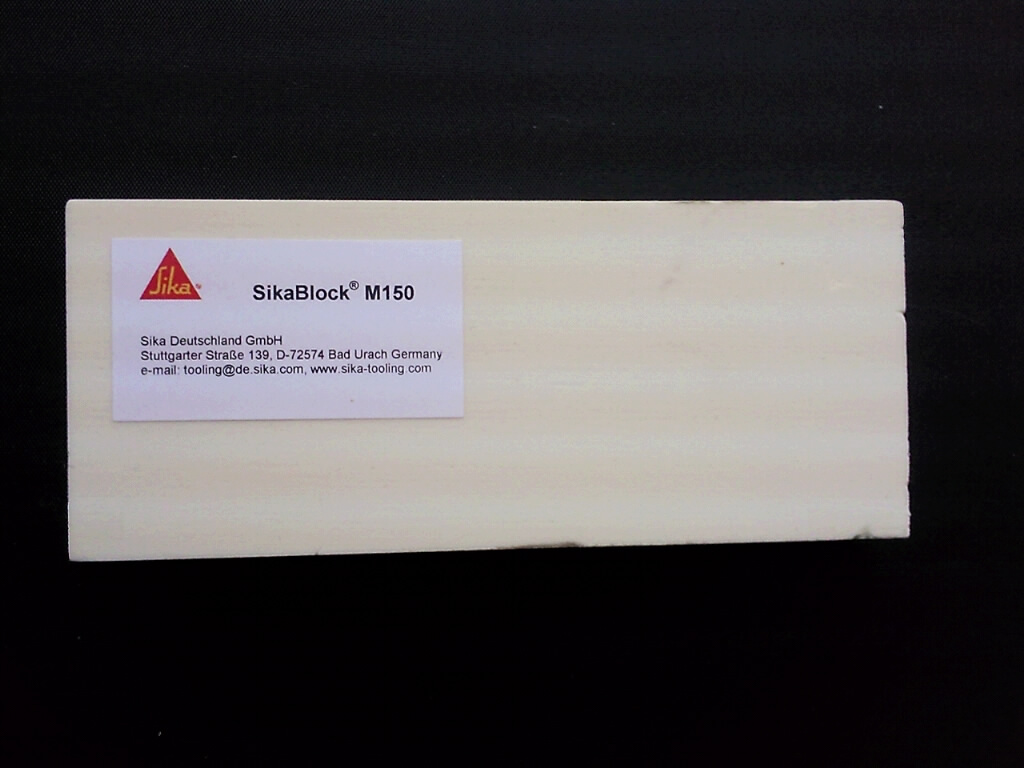 Sika®
SikaBlock® M150
Sika Deutschland GmbH
Stuttgarter Straße 139, D-72574 Bad Urach Germany
e-mail: tooling@de.sika.com, www.sika-tooling.com